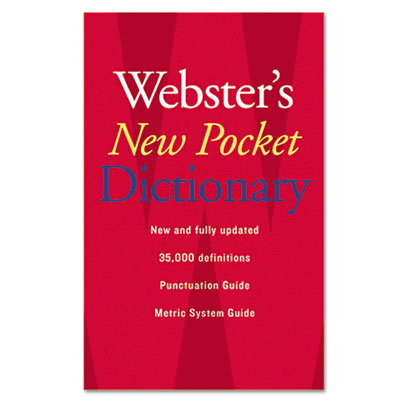 Webster's
New Pocket
Dictionary
New and fully updated
35,000 definitions
Punctuation Guide
Metric System Guide